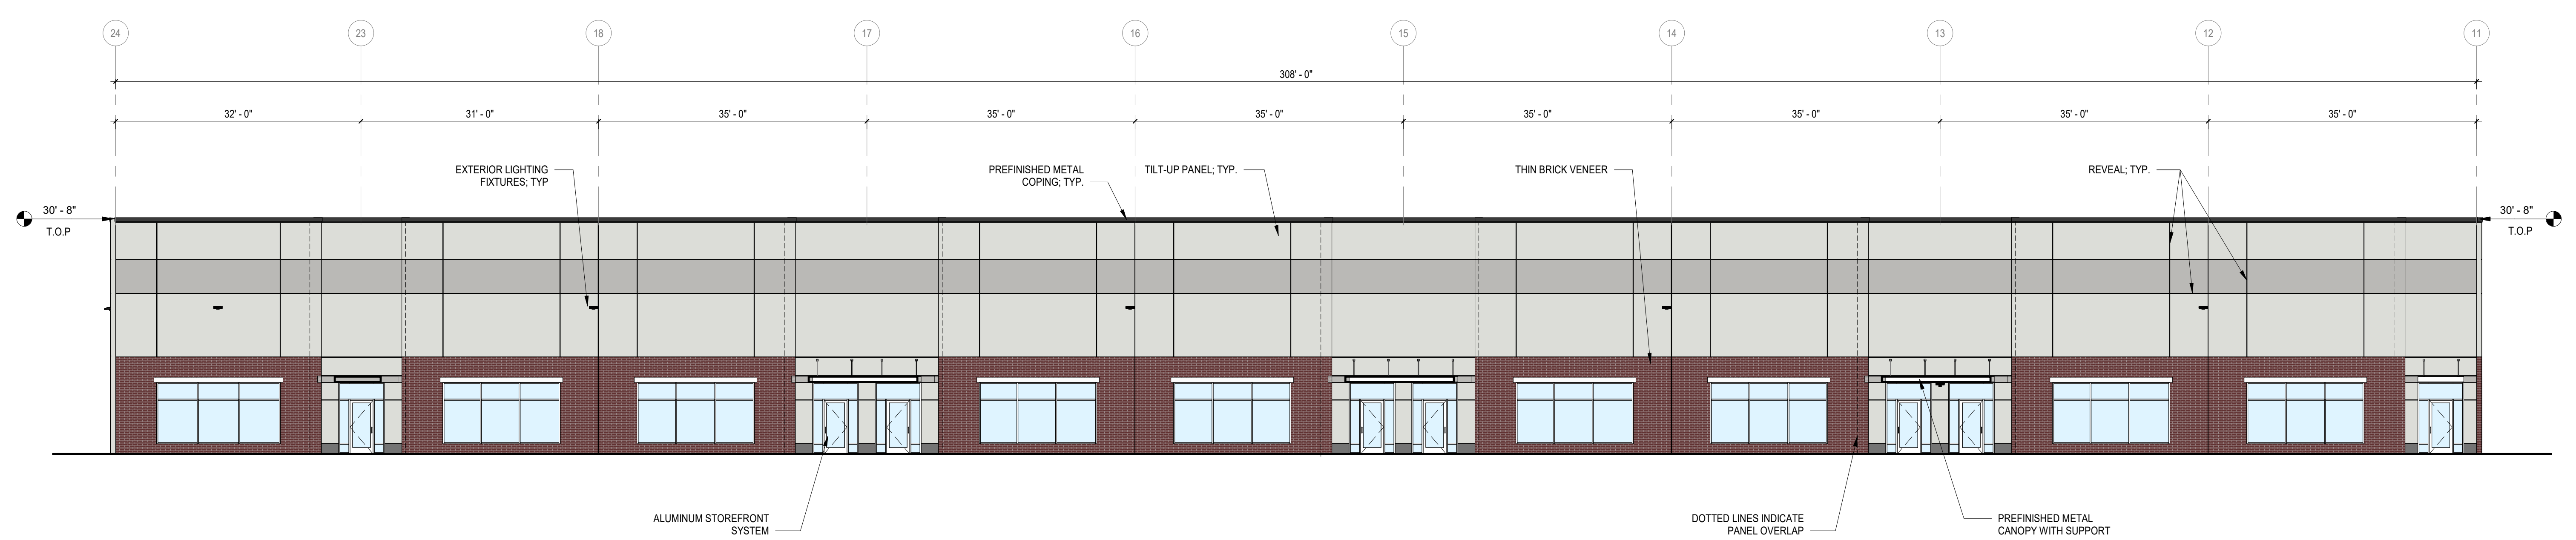 24 23 18 17 16 15 14 13 12 11
308' - 0"
32' - 0" 31' - 0" 35' - 0" 35' - 0" 35' - 0" 35' - 0" 35' - 0" 35' - 0" 35' - 0"
EXTERIOR LIGHTING
FIXTURES; TYP
PREFINISHED METAL
COPING; TYP.
TILT-UP PANEL; TYP.
THIN BRICK VENEER
REVEAL; TYP.
30' - 8"
T.O.P
30' - 8"
T.O.P
ALUMINUM STOREFRONT
SYSTEM
DOTTED LINES INDICATE
PANEL OVERLAP
PREFINISHED METAL
CANOPY WITH SUPPORT